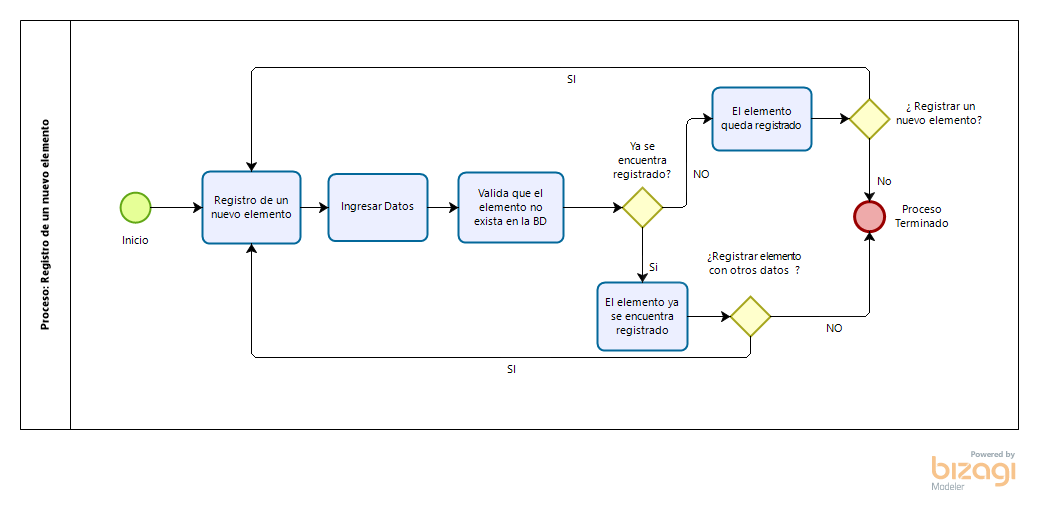 Proceso: Registro de un nuevo elemento
Inicio
Registro de un
nuevo elemento
Ingresar Datos
Valida que el
elemento no
exista en la BD
Ya se
encuentra
registrado?
NO
Si
El elemento
queda registrado
¿ Registrar un
nuevo elemento?
SI
No
Proceso
Terminado
El elemento ya
se encuentra
registrado
¿Registrar elemento
con otros datos ?
NO
SI
Powered by
bizagi
Modeler